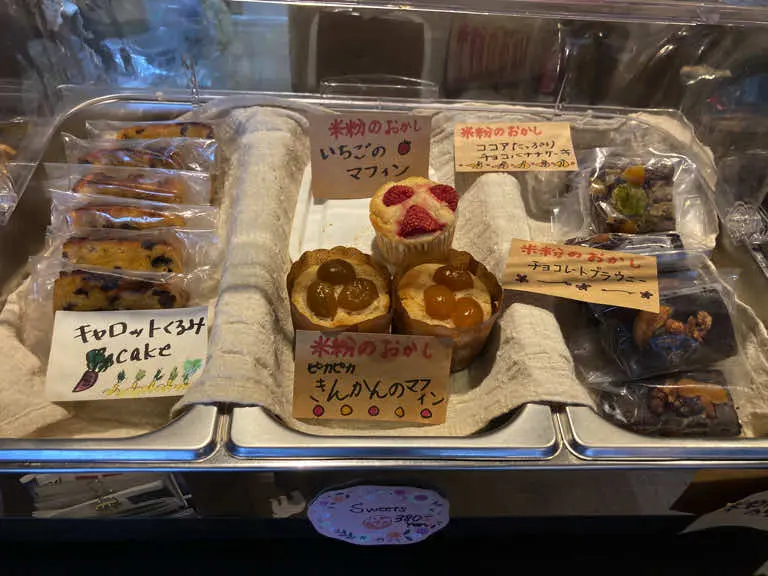 米粉のおかし
いちごの
マフィン
米粉のおかし
ココア
チョコバナナケーキ
米粉のおかし
チョコレートブラウニー
キャロットくるみ
cake
米粉のおかし
ピカピカ
きんかんのマフィン
Sweets
380